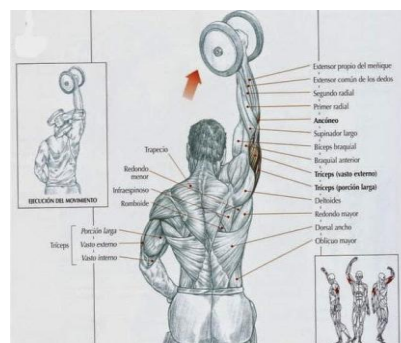 EJECUCIÓN DEL MOVIMIENTO
Trapecio
Redondo
menor
Infraespinoso
Romboide
Tríceps
Porción larga
Vasto externo
Vasto interno
Extensor propio del meñique
Extensor común de los dedos
Segundo radial
Primer radial
Ancóneo
Supinador largo
Bíceps braquial
Braquial anterior
Tríceps (vasto externo)
Tríceps (porción larga)
Deltoides
Redondo mayor
Dorsal ancho
Oblicuo mayor